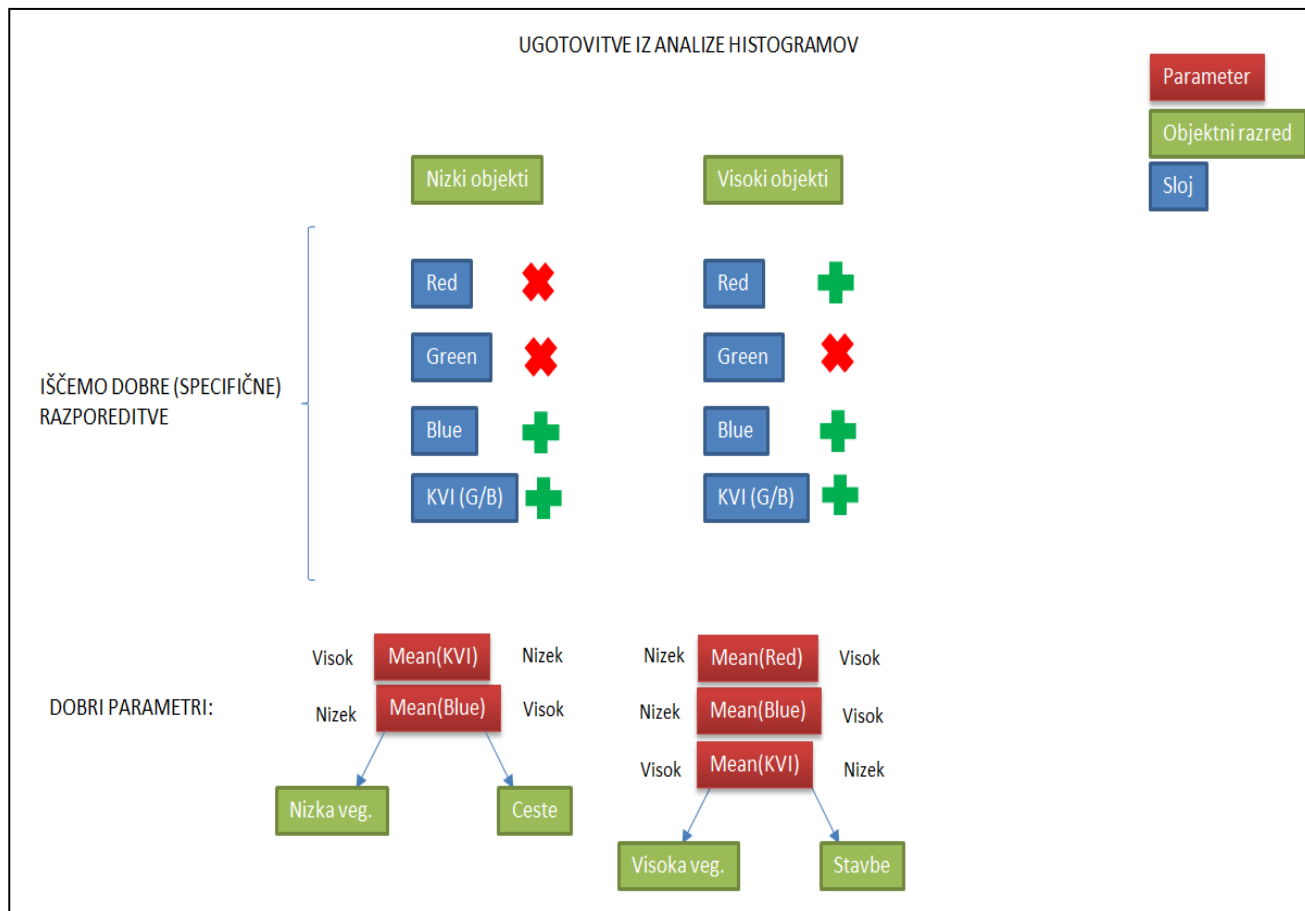 UGOTOVITVE IZ ANALIZE HISTOGRAMOV
Parameter
Objektni razred
Sloj
Nizki objekti
Visoki objekti
IŠČEMO DOBRE (SPECIFIČNE)
RAZPOREDITVE
Red
Red
Green
Green
Blue
Blue
KVI (G/B)
KVI (G/B)
DOBRI PARAMETRI:
Visok Mean(KVI) Nizek
Nizek Mean(Blue) Visok
Nizka veg.
Ceste
Nizek Mean(Red) Visok
Nizek Mean(Blue) Visok
Visok Mean(KVI) Nizek
Visoka veg.
Stavbe